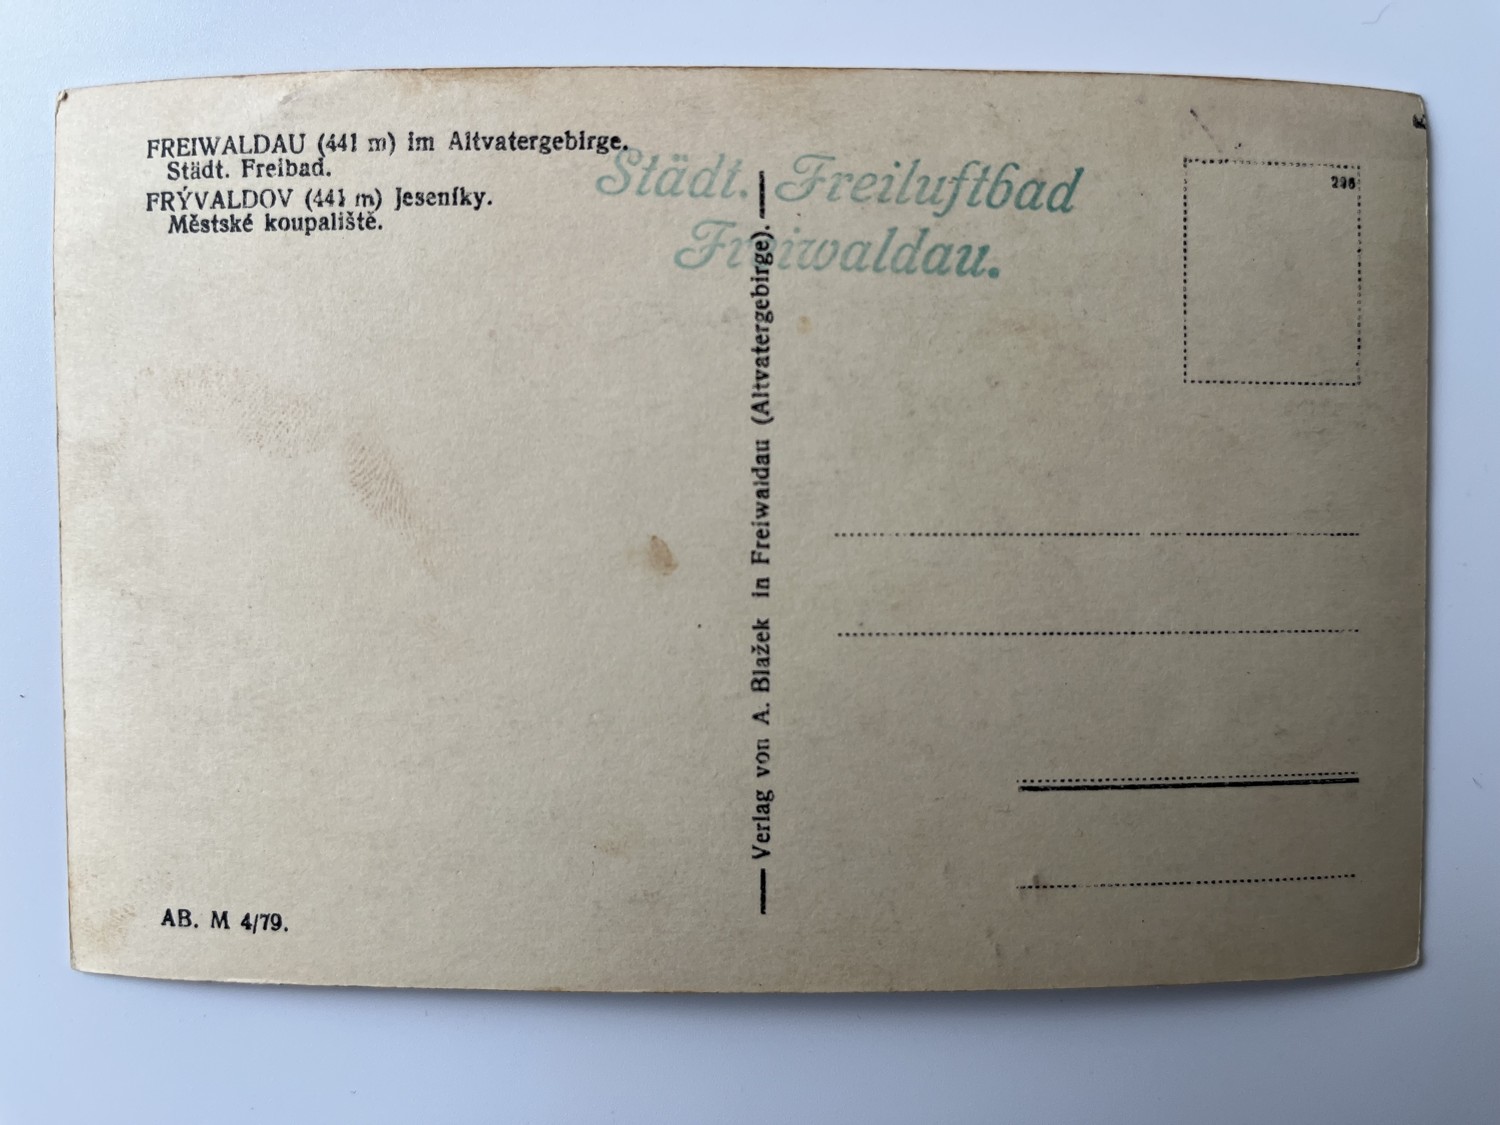 FREIWALDAU (441 m) im Altvatergebirge.
Städt. Freibad.
FRÝVALDOV (441 m) Jeseníky.
Městské koupaliště.
Städt. Freiluftbad
Freiwaldau.
296
Verlag von A. Blažek in Freiwaldau (Altvatergebirge).
AB. M 4/79.